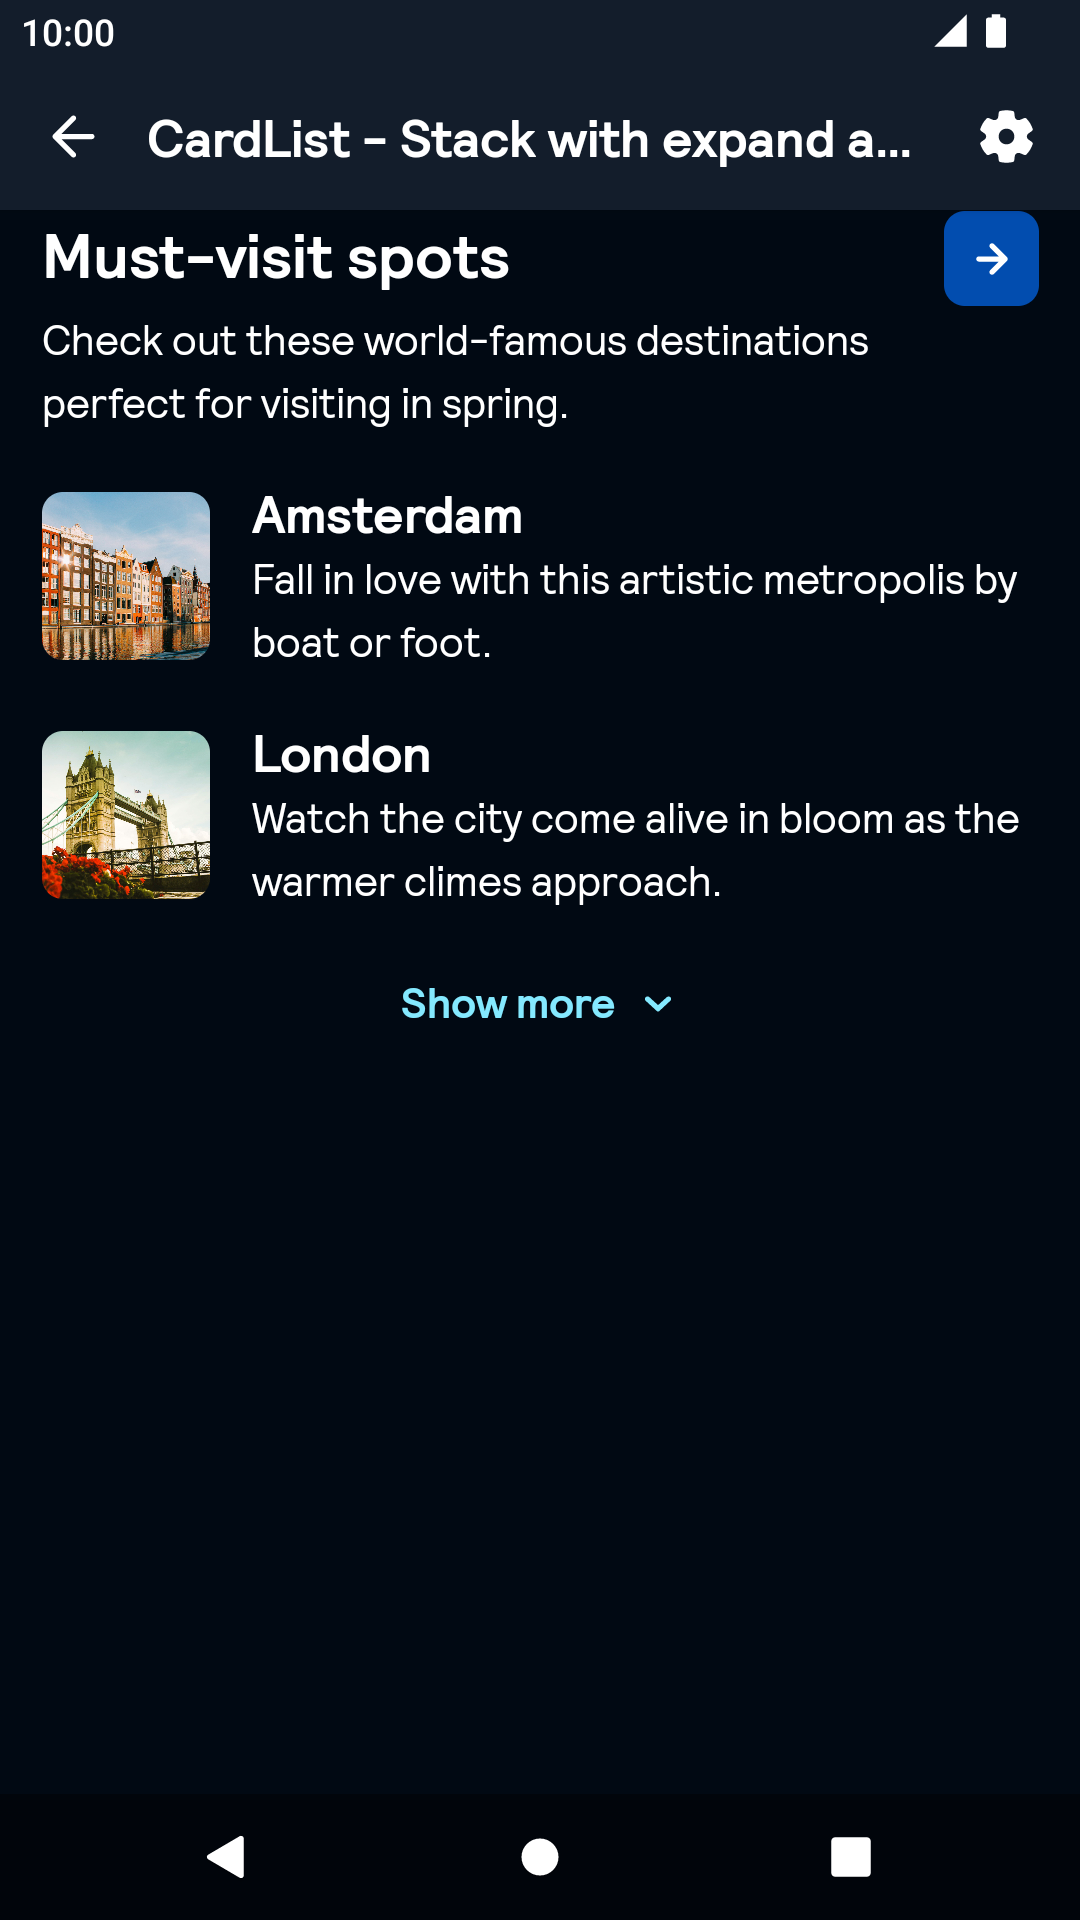 10:00
CardList - Stack with expand a...
Must-visit spots
Check out these world-famous destinations
perfect for visiting in spring.
Amsterdam
Fall in love with this artistic metropolis by
boat or foot.
London
Watch the city come alive in bloom as the
warmer climes approach.
Show more